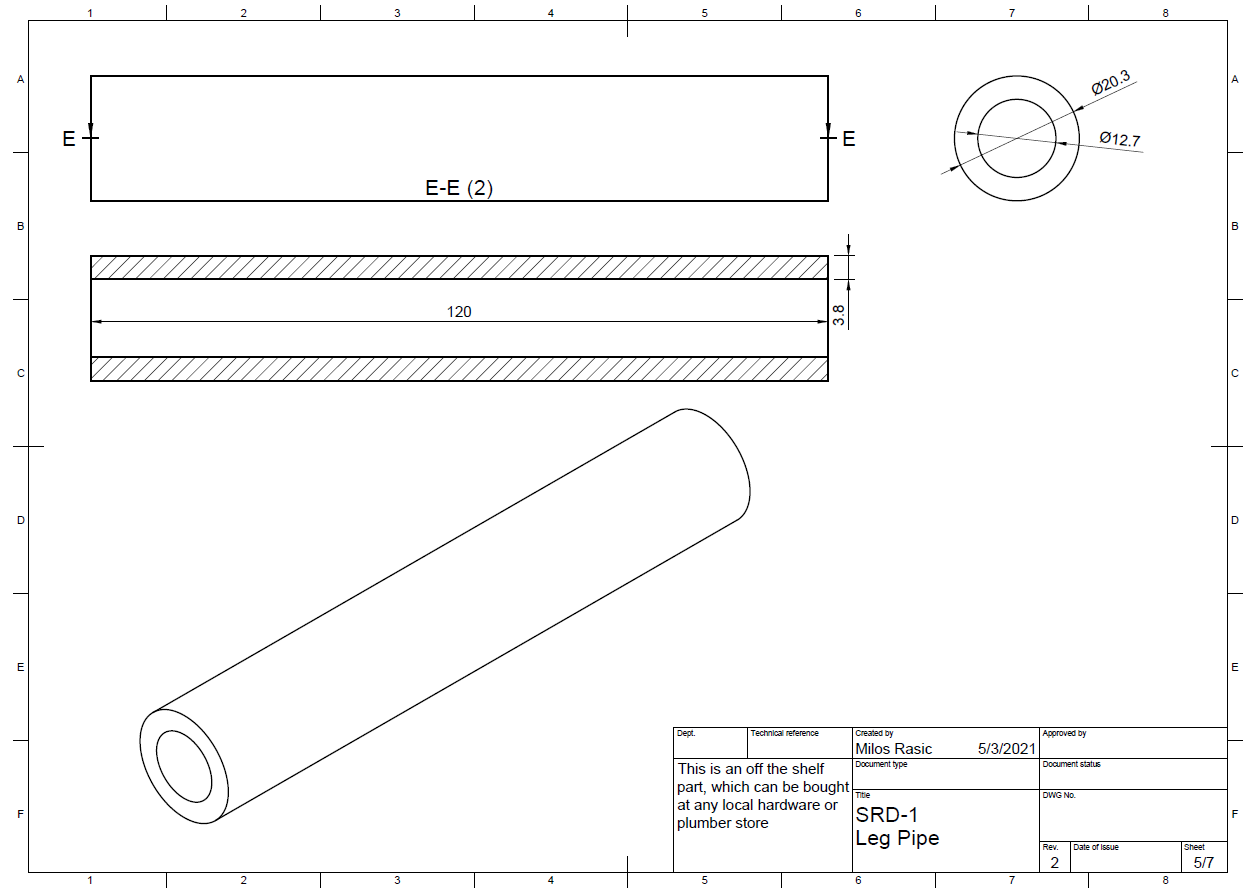 1 2 3 4 5 6 7 8
A A
Ø20.3
E E
Ø12.7
E-E (2)
B B
120
3.8
C C
D D
E E
Dept. Technical reference Created by Approved by
Milos Rasic 5/3/2021
This is an off the shelf
part, which can be bought
at any local hardware or
plumber store
Document type Document status
Title DWG No.
SRD-1
Leg Pipe
F F
Rev. Date of issue Sheet
2 5/7
1 2 3 4 5 6 7 8